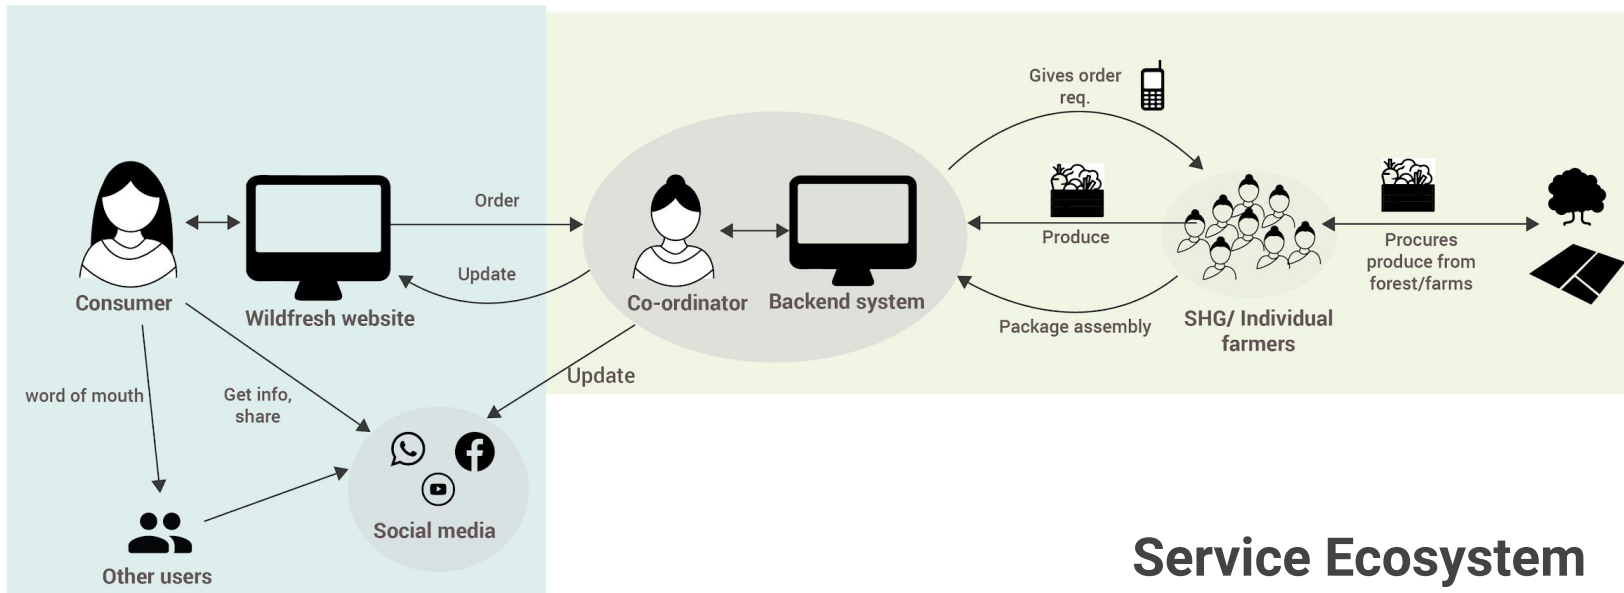 Gives order
req.
Order
Update
Produce
Procures
produce from
forest/farms
Consumer
Wildfresh website
Co-ordinator
Backend system
Package assembly
SHG/ Individual
farmers
Update
word of mouth
Get info,
share
Social media
Other users
Service Ecosystem